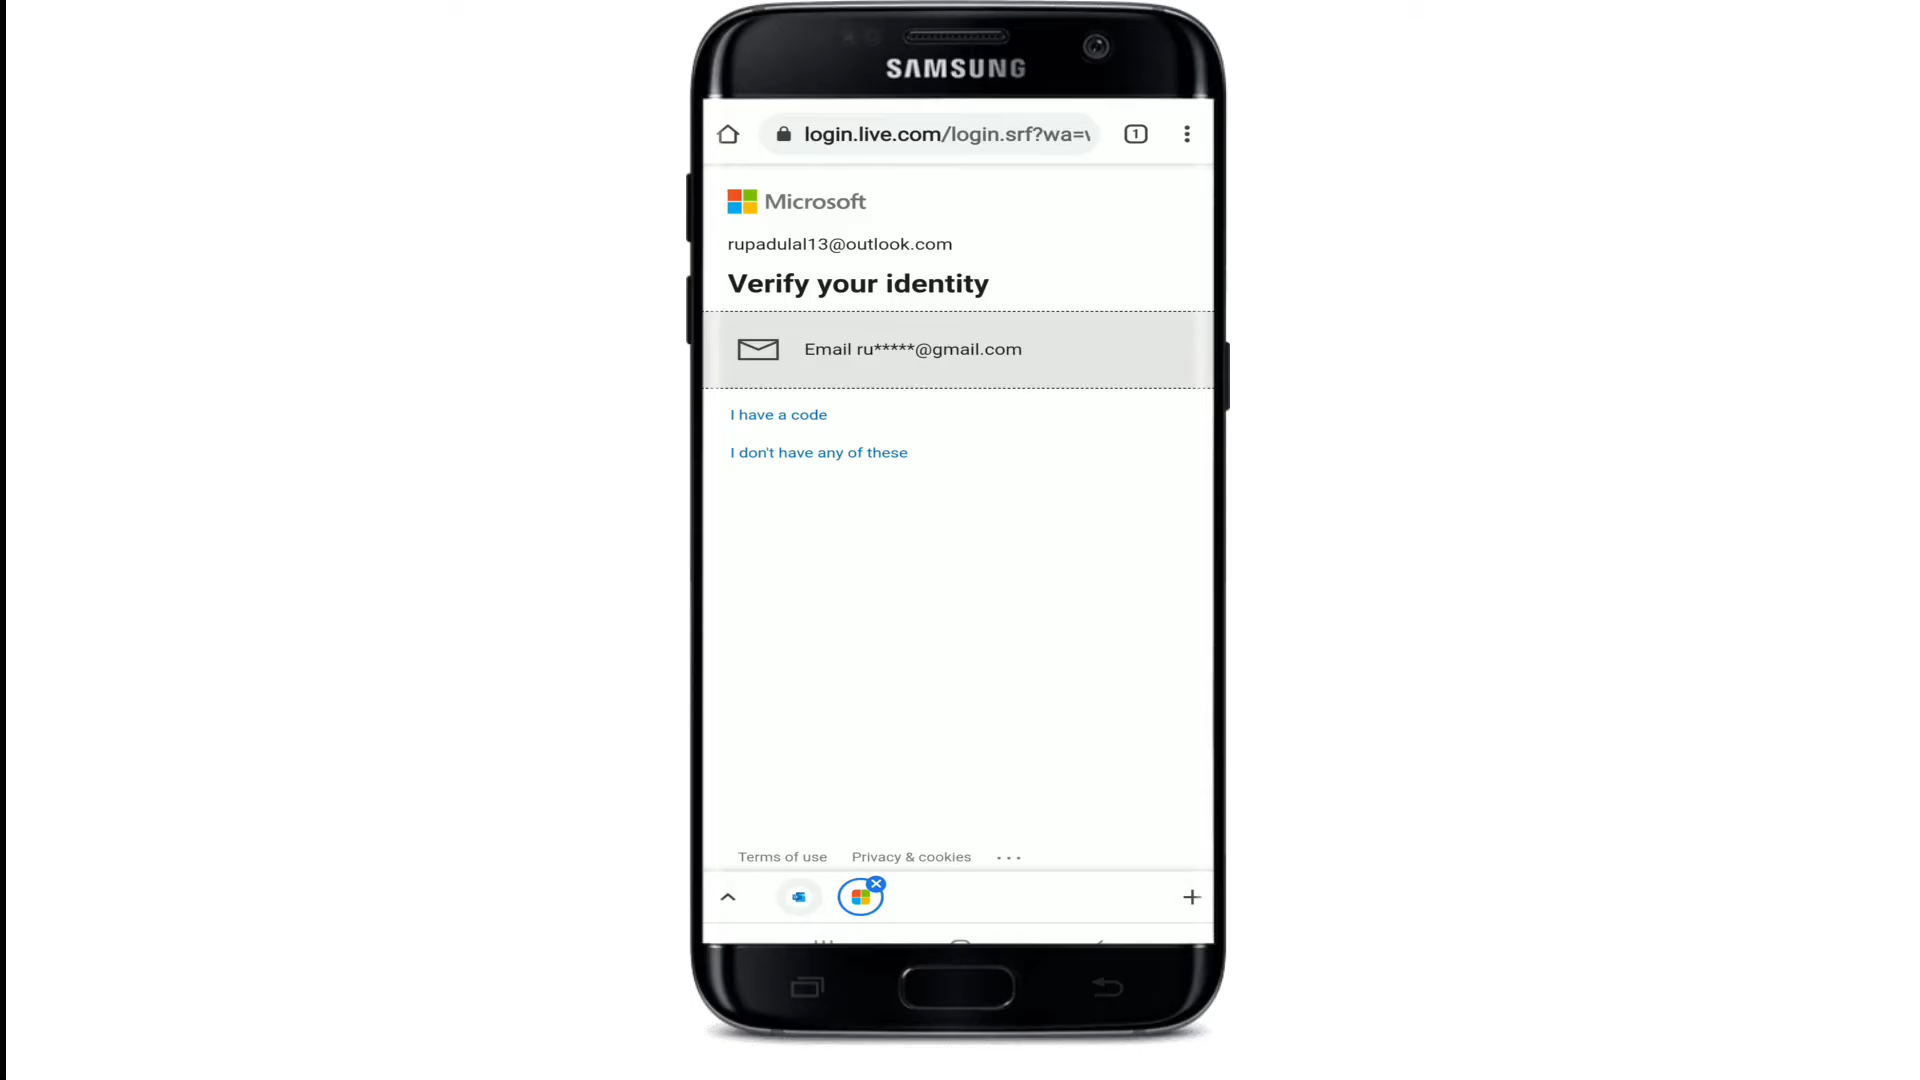 SAMSUNG
login.live.com/login.srf?wa=
1
Microsoft
rupadulal13@outlook.com
Verify your identity
Email ru*****@gmail.com
I have a code
I don't have any of these
Terms of use Privacy & cookies ...